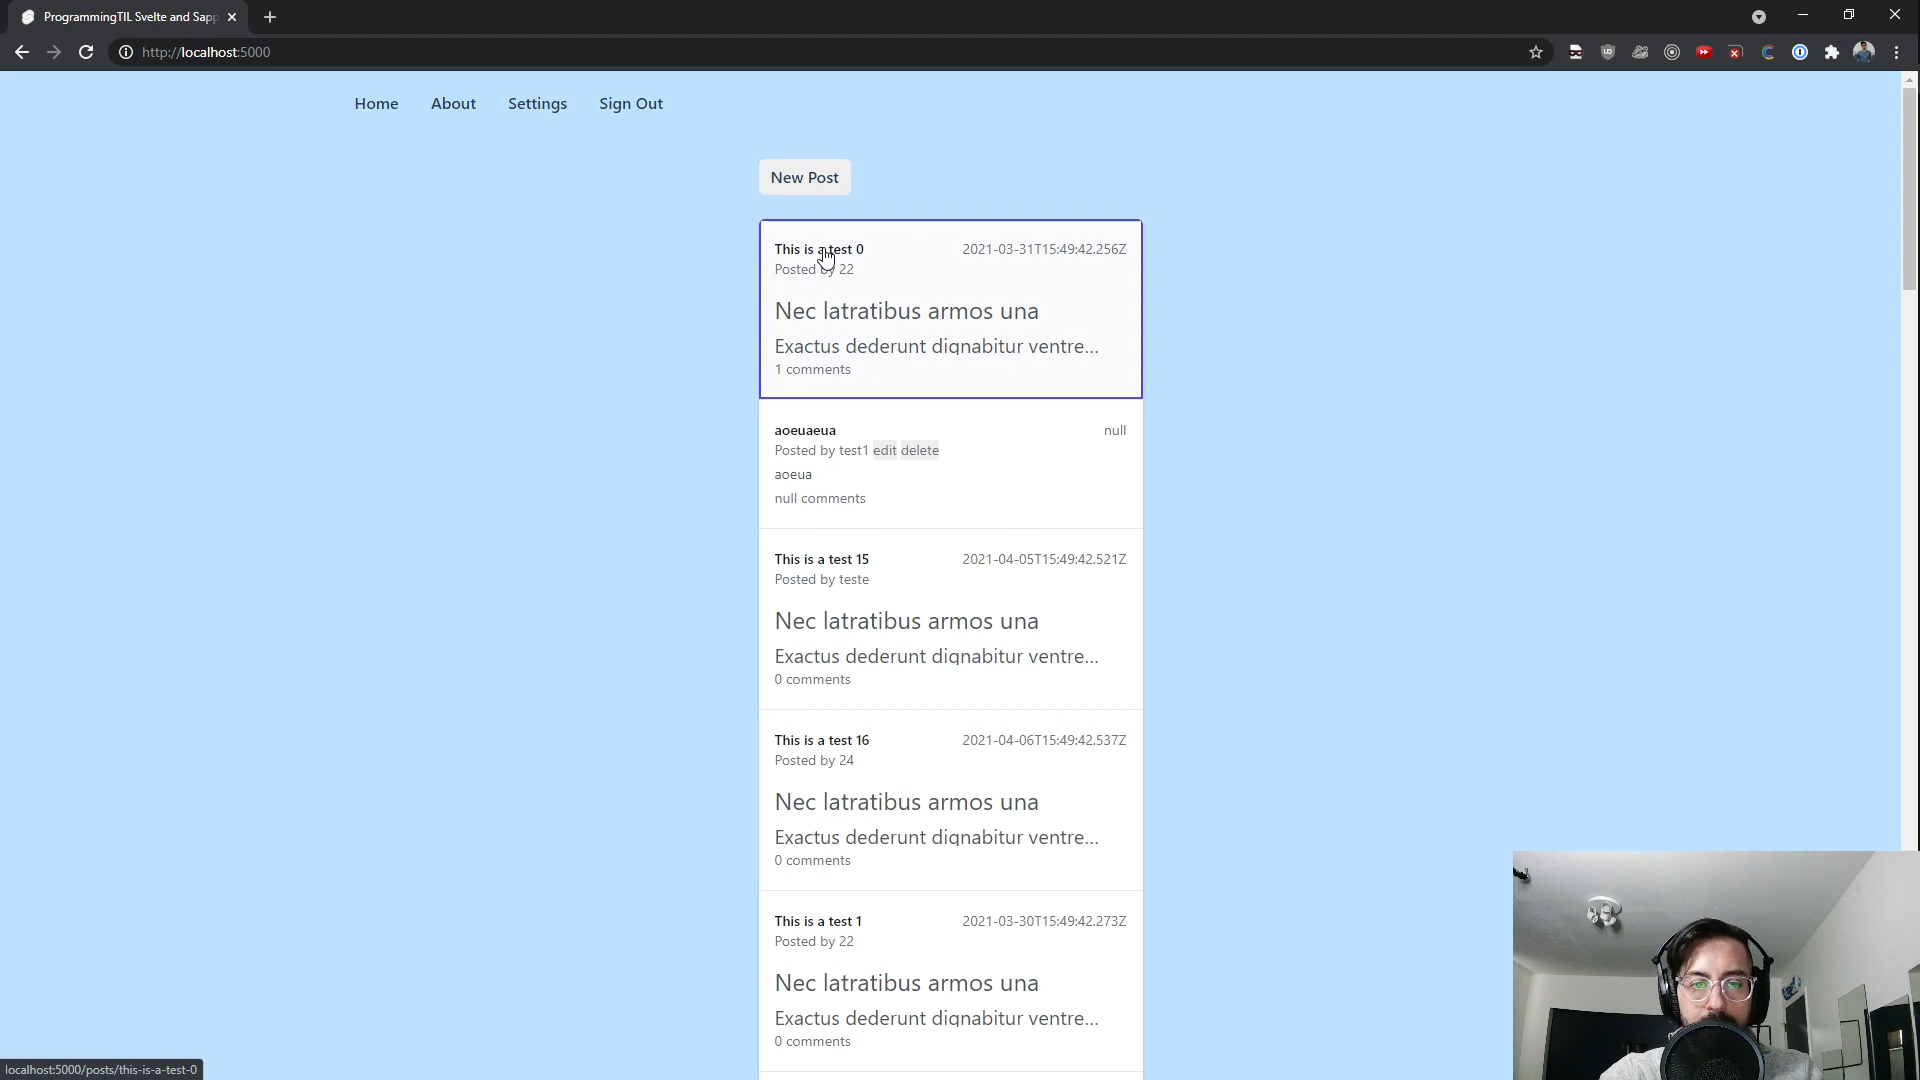 ProgrammingTIL Svelte and Sapp
http://localhost:5000
Home About Settings Sign Out
New Post
This is a test 0 2021-03-31T15:49:42.256Z
Posted by 22
Nec latratibus armos una
Exactus dederunt dignabitur ventre...
1 comments
aoeuaeua null
Posted by test1 edit delete
aoeua
null comments
This is a test 15 2021-04-05T15:49:42.521Z
Posted by teste
Nec latratibus armos una
Exactus dederunt dignabitur ventre...
0 comments
This is a test 16 2021-04-06T15:49:42.537Z
Posted by 24
Nec latratibus armos una
Exactus dederunt dignabitur ventre...
0 comments
This is a test 1 2021-03-30T15:49:42.273Z
Posted by 22
Nec latratibus armos una
Exactus dederunt dignabitur ventre...
0 comments
localhost:5000/posts/this-is-a-test-0